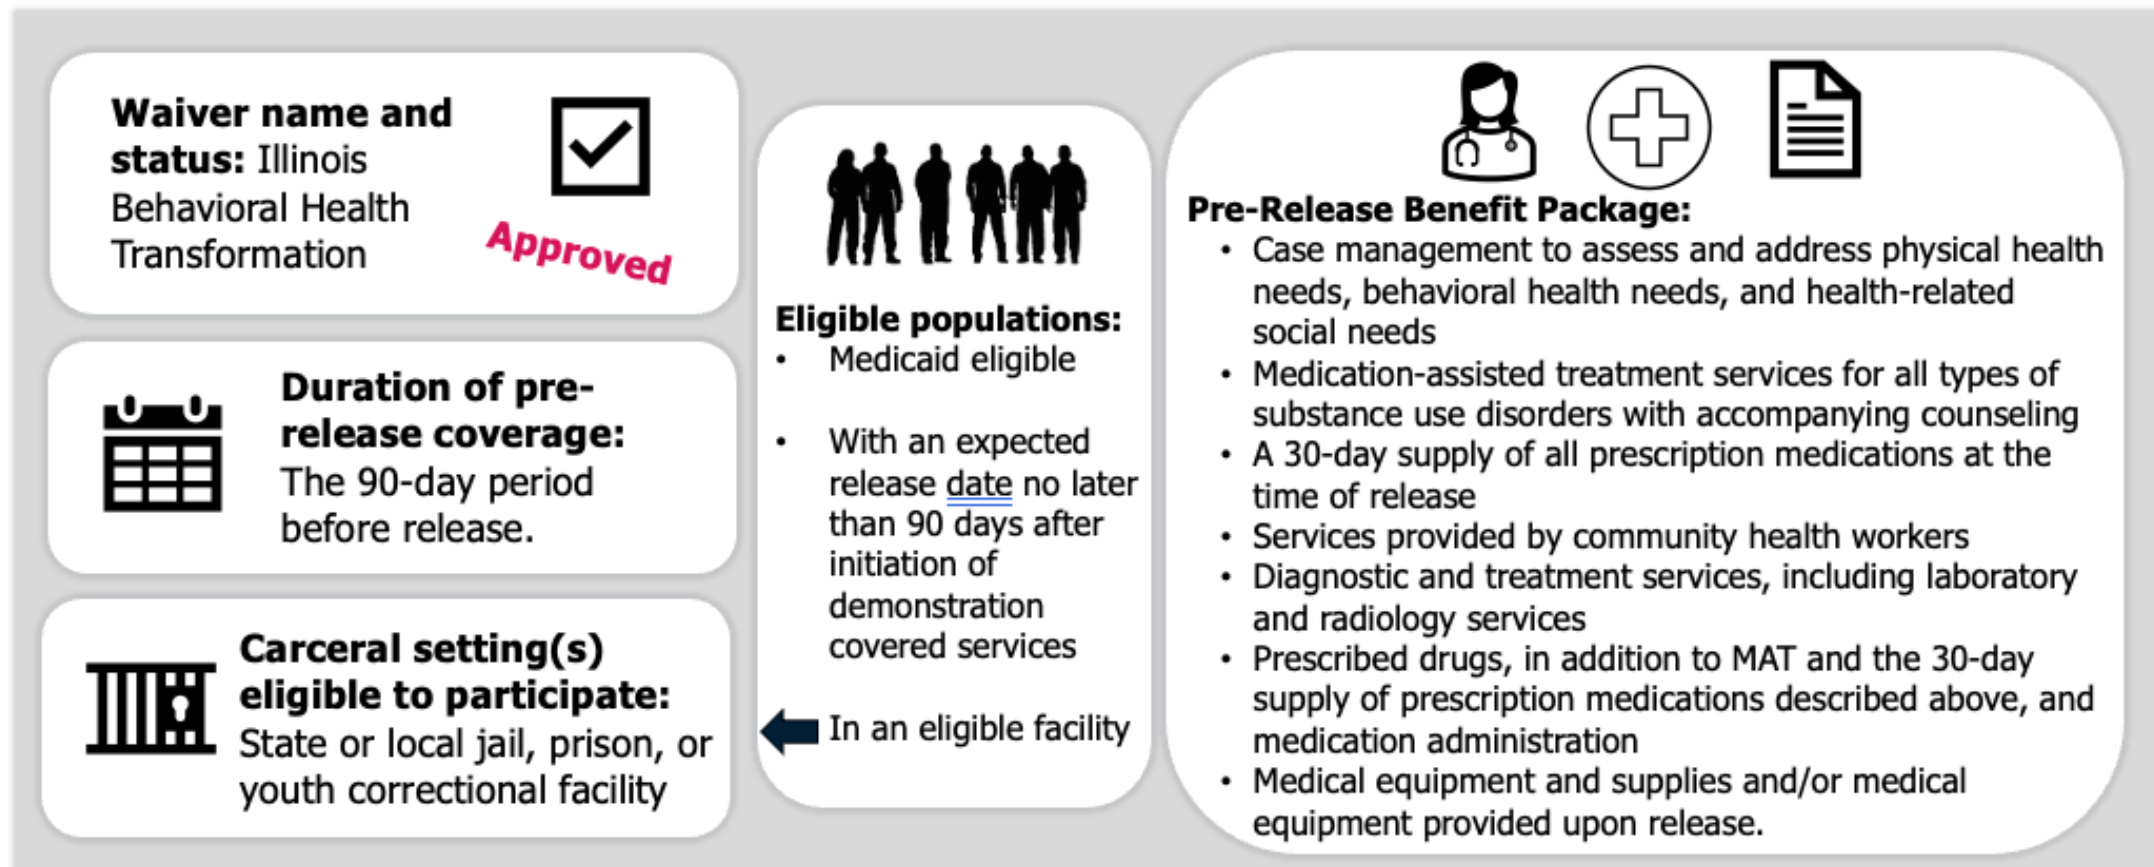 Waiver name and
status: Illinois
Behavioral Health
Transformation
Approved
Duration of pre-
release coverage:
The 90-day period
before release.
Carceral setting(s)
eligible to participate:
State or local jail, prison, or
youth correctional facility
Eligible populations:
• Medicaid eligible
• With an expected
release date no later
than 90 days after
initiation of
demonstration
covered services
In an eligible facility
Pre-Release Benefit Package:
• Case management to assess and address physical health
needs, behavioral health needs, and health-related
social needs
• Medication-assisted treatment services for all types of
substance use disorders with accompanying counseling
• A 30-day supply of all prescription medications at the
time of release
• Services provided by community health workers
• Diagnostic and treatment services, including laboratory
and radiology services
• Prescribed drugs, in addition to MAT and the 30-day
supply of prescription medications described above, and
medication administration
• Medical equipment and supplies and/or medical
equipment provided upon release.